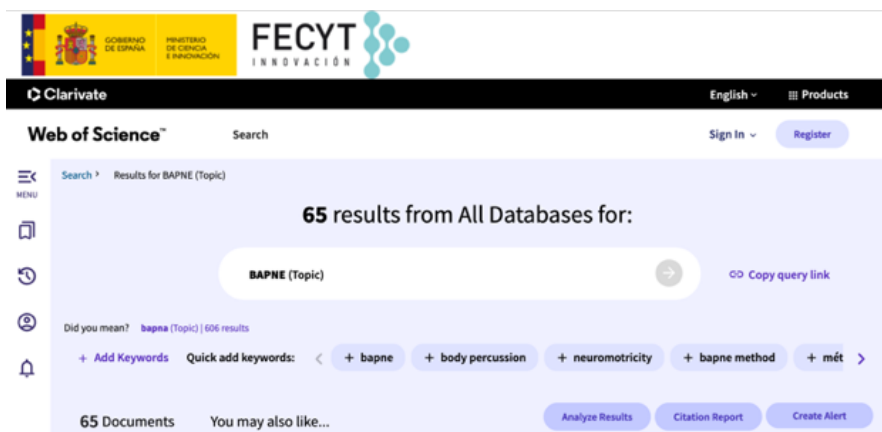 GOBIERNO
DE ESPAÑA
MINISTERIO
DE CIENCIA
E INNOVACIÓN
FECYT
INNOVACIÓN
Clarivate
English
Products
Web of Science™
Search
Sign In
Register
MENU
Search > Results for BAPNE (Topic)
65 results from All Databases for:
BAPNE (Topic)
Copy query link
Did you mean? bapna (Topic) | 606 results
+ Add Keywords Quick add keywords: < + bapne + body percussion + neuromotricity + bapne method + mét >
65 Documents You may also like...
Analyze Results
Citation Report
Create Alert